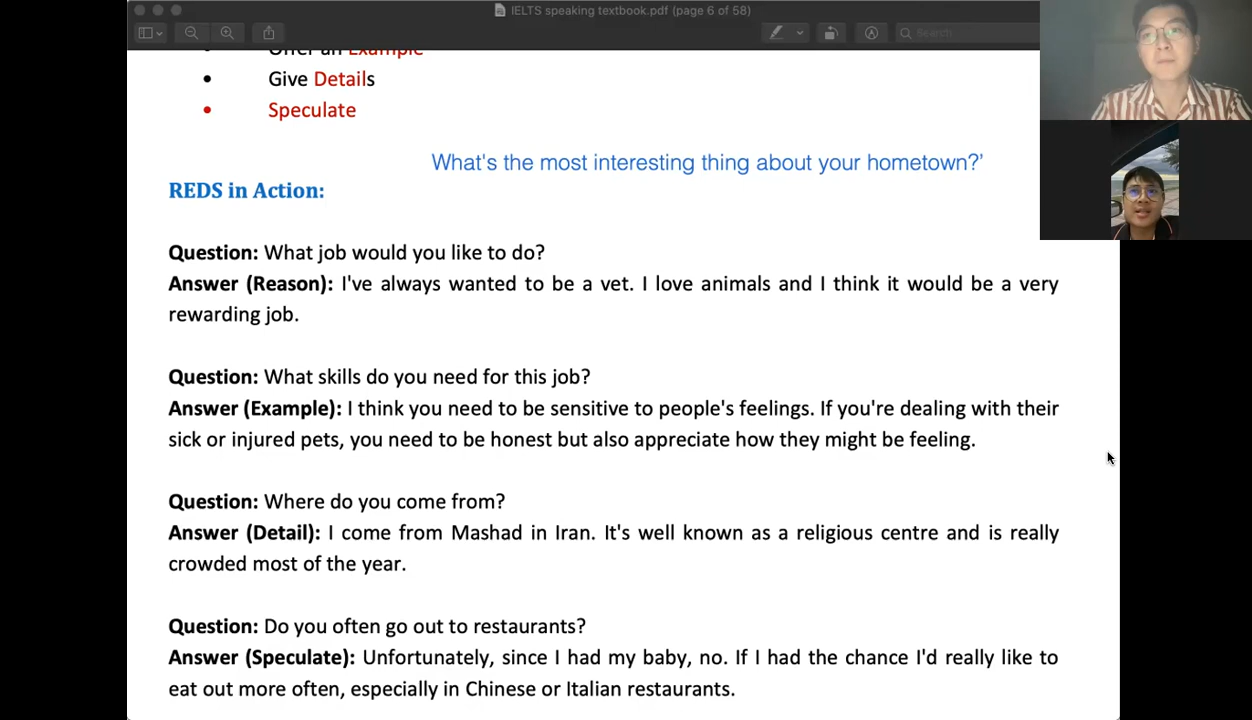 IELTS speaking textbook.pdf (page 6 of 58)
Search
Offer an Example
• Give Details
• Speculate
What's the most interesting thing about your hometown?'
REDS in Action:
Question: What job would you like to do?
Answer (Reason): I've always wanted to be a vet. I love animals and I think it would be a very
rewarding job.
Question: What skills do you need for this job?
Answer (Example): I think you need to be sensitive to people's feelings. If you're dealing with their
sick or injured pets, you need to be honest but also appreciate how they might be feeling.
Question: Where do you come from?
Answer (Detail): I come from Mashad in Iran. It's well known as a religious centre and is really
crowded most of the year.
Question: Do you often go out to restaurants?
Answer (Speculate): Unfortunately, since I had my baby, no. If I had the chance I'd really like to
eat out more often, especially in Chinese or Italian restaurants.